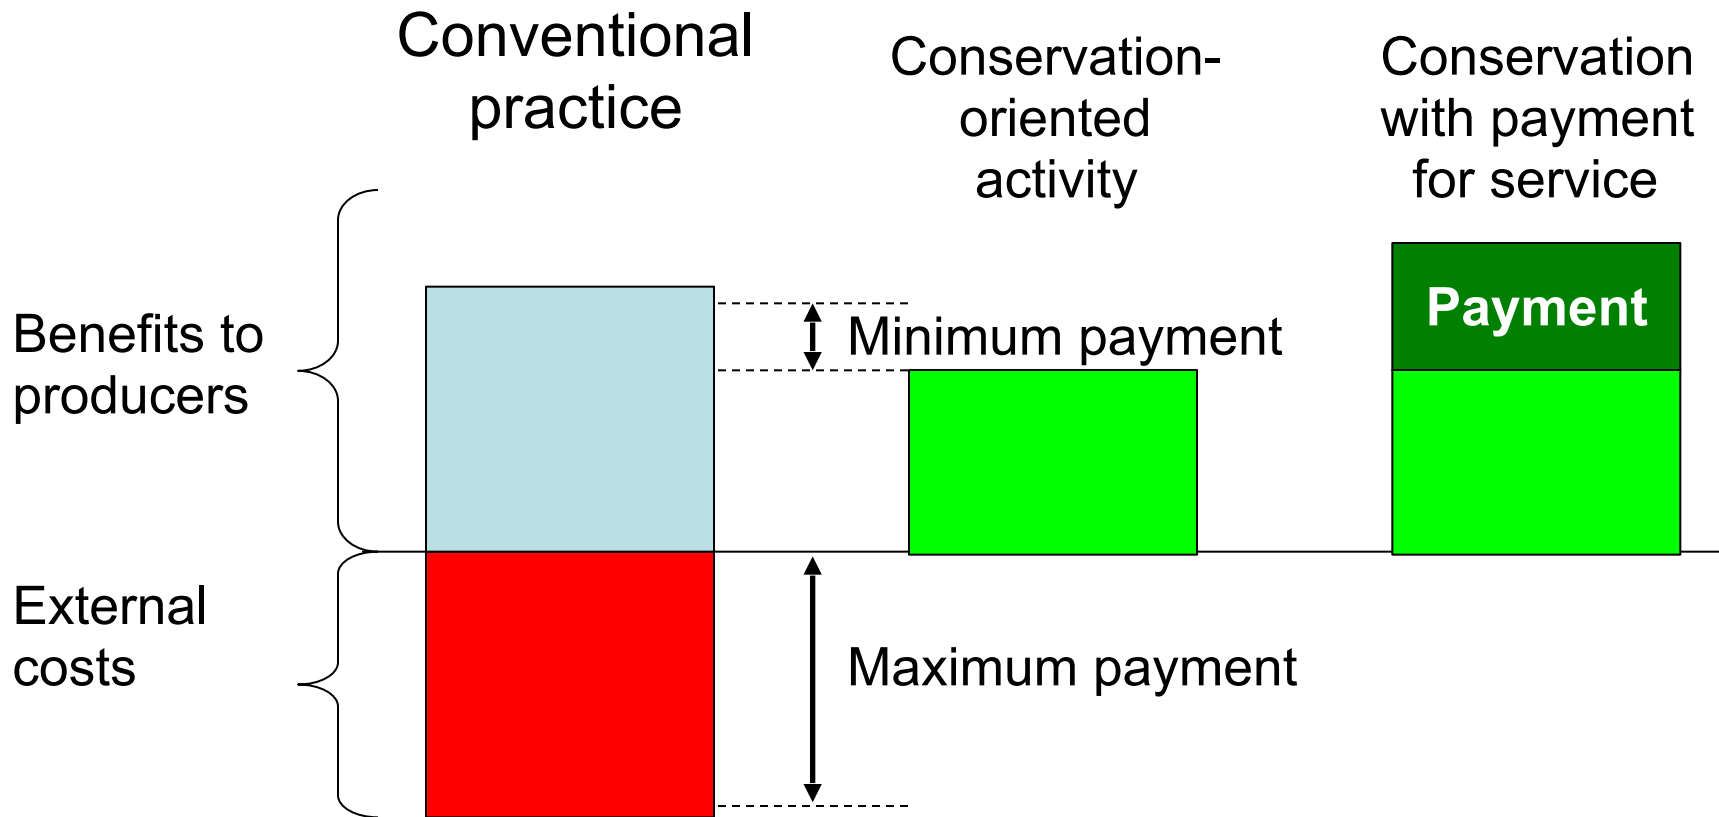 Conventional
practice
Conservation-
oriented
activity
Conservation
with payment
for service
Benefits to
producers
Minimum payment
Payment
External
costs
Maximum payment